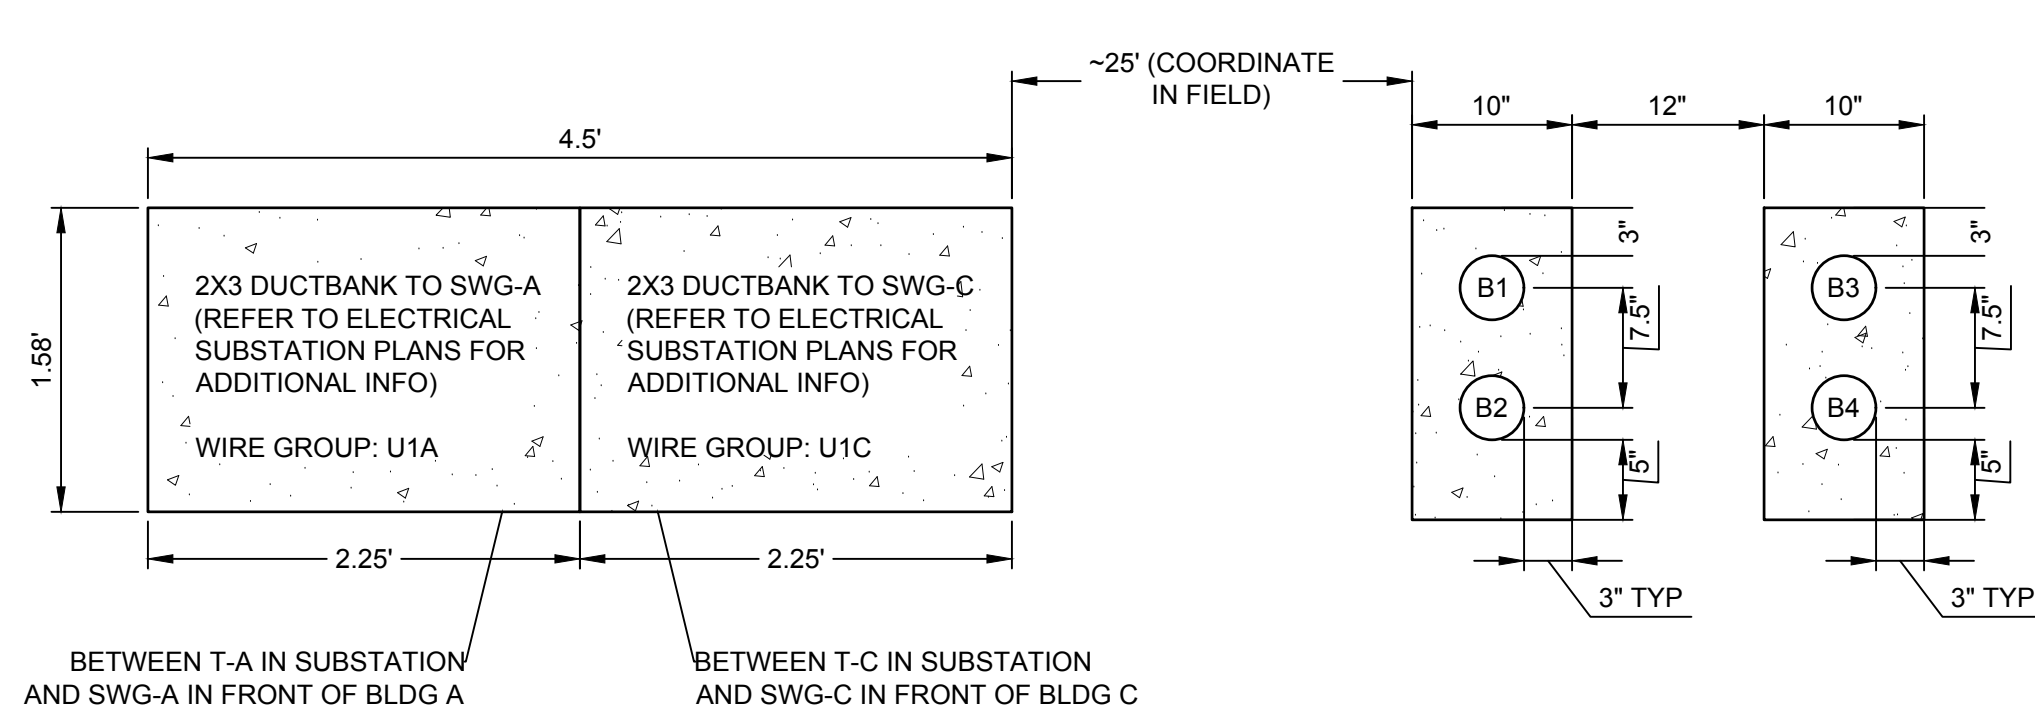 ~25' (COORDINATE
IN FIELD)
10"
12"
10"
4.5'
1.58'
2X3 DUCTBANK TO SWG-A
(REFER TO ELECTRICAL
SUBSTATION PLANS FOR
ADDITIONAL INFO)
WIRE GROUP: U1A
2X3 DUCTBANK TO SWG-C
(REFER TO ELECTRICAL
SUBSTATION PLANS FOR
ADDITIONAL INFO)
WIRE GROUP: U1C
B1
B2
3"
7.5"
5"
B3
B4
3"
7.5"
5"
2.25'
2.25'
3" TYP
3" TYP
BETWEEN T-A IN SUBSTATION
AND SWG-A IN FRONT OF BLDG A
BETWEEN T-C IN SUBSTATION
AND SWG-C IN FRONT OF BLDG C